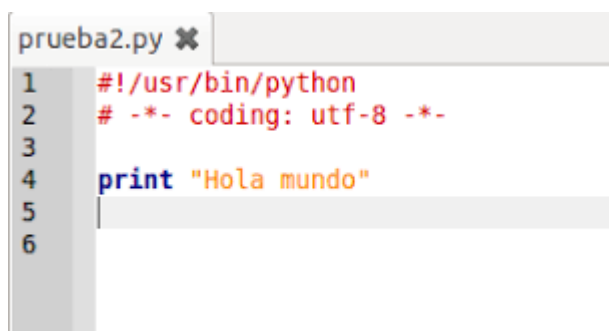 prueba2.py ✖
1 #!/usr/bin/python
2 # -*- coding: utf-8 -*-
3
4 print "Hola mundo"
5
6